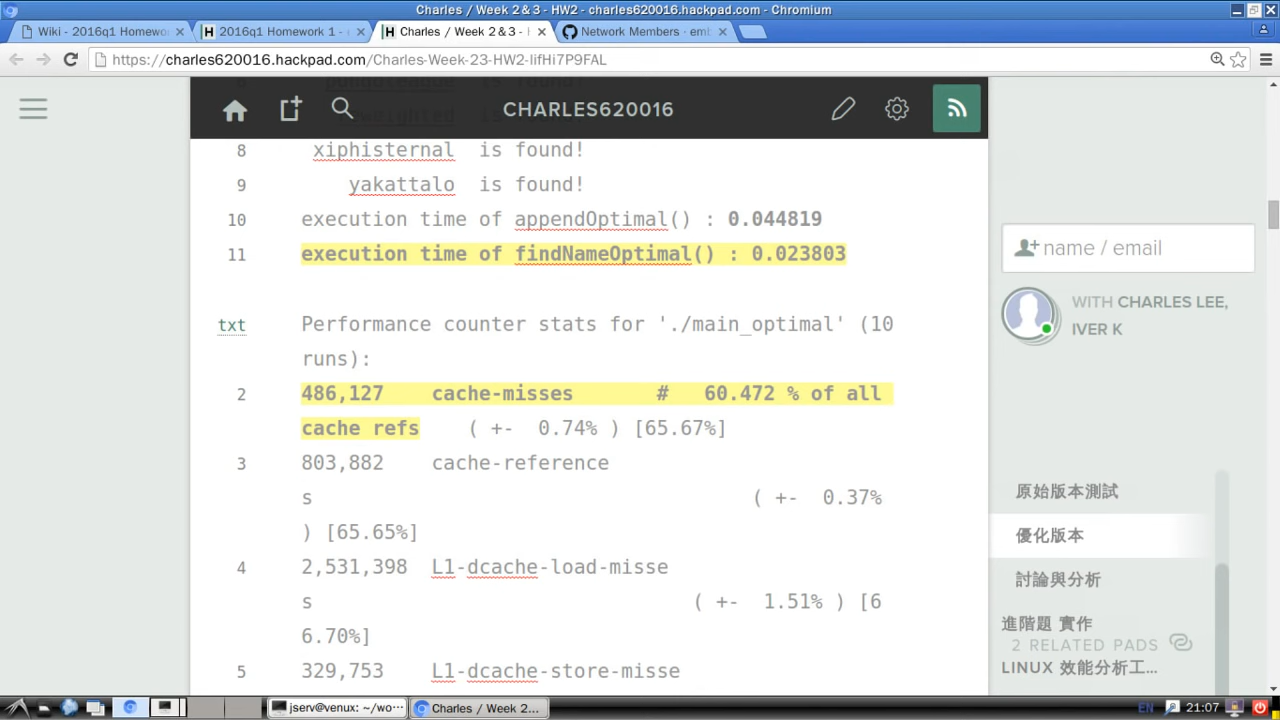 Charles / Week 2 & 3 - HW2 - charles620016.hackpad.com - Chromium
Wiki - 2016q1 Homewor
2016q1 Homework 1 -
Charles / Week 2 & 3 -
Network Members - em
https://charles620016.hackpad.com/Charles-Week-23-HW2-IifHi7P9FAL
CHARLES620016
8 xiphisternal is found!
9 yakattalo is found!
10 execution time of appendOptimal() : 0.044819
11 execution time of findNameOptimal() : 0.023803
txt Performance counter stats for './main_optimal' (10
runs):
2 486,127 cache-misses # 60.472 % of all
cache refs ( +- 0.74% ) [65.67%]
3 803,882 cache-reference
s ( +- 0.37%
) [65.65%]
4 2,531,398 L1-dcache-load-misse
s ( +- 1.51% ) [6
6.70%]
5 329,753 L1-dcache-store-misse
name / email
WITH CHARLES LEE,
IVER K
原始版本測試
優化版本
討論與分析
進階題 實作
2 RELATED PADS
LINUX 效能分析工...
jserv@venux: ~/wo···
Charles / Week 2...
EN
21:07